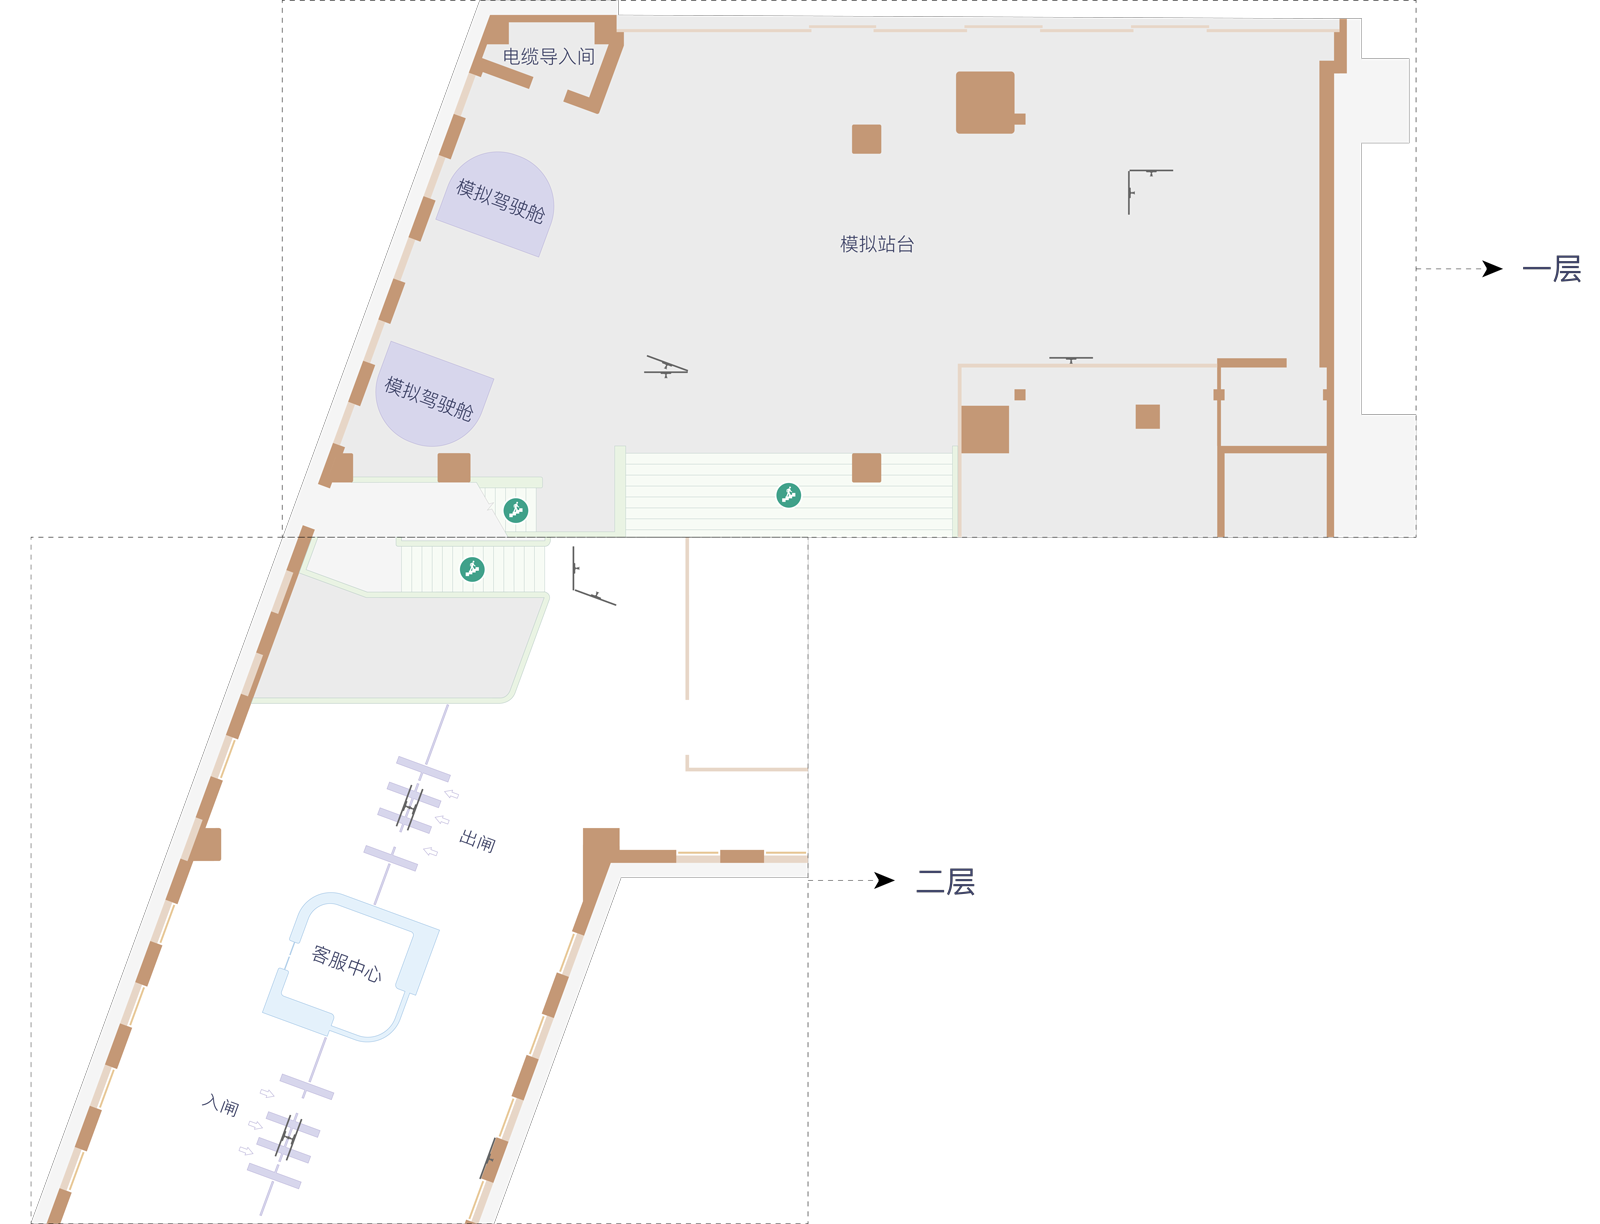 电缆导入间
模拟驾驶舱
模拟站台
一层
模拟驾驶舱
出闸
二层
客服中心
入闸